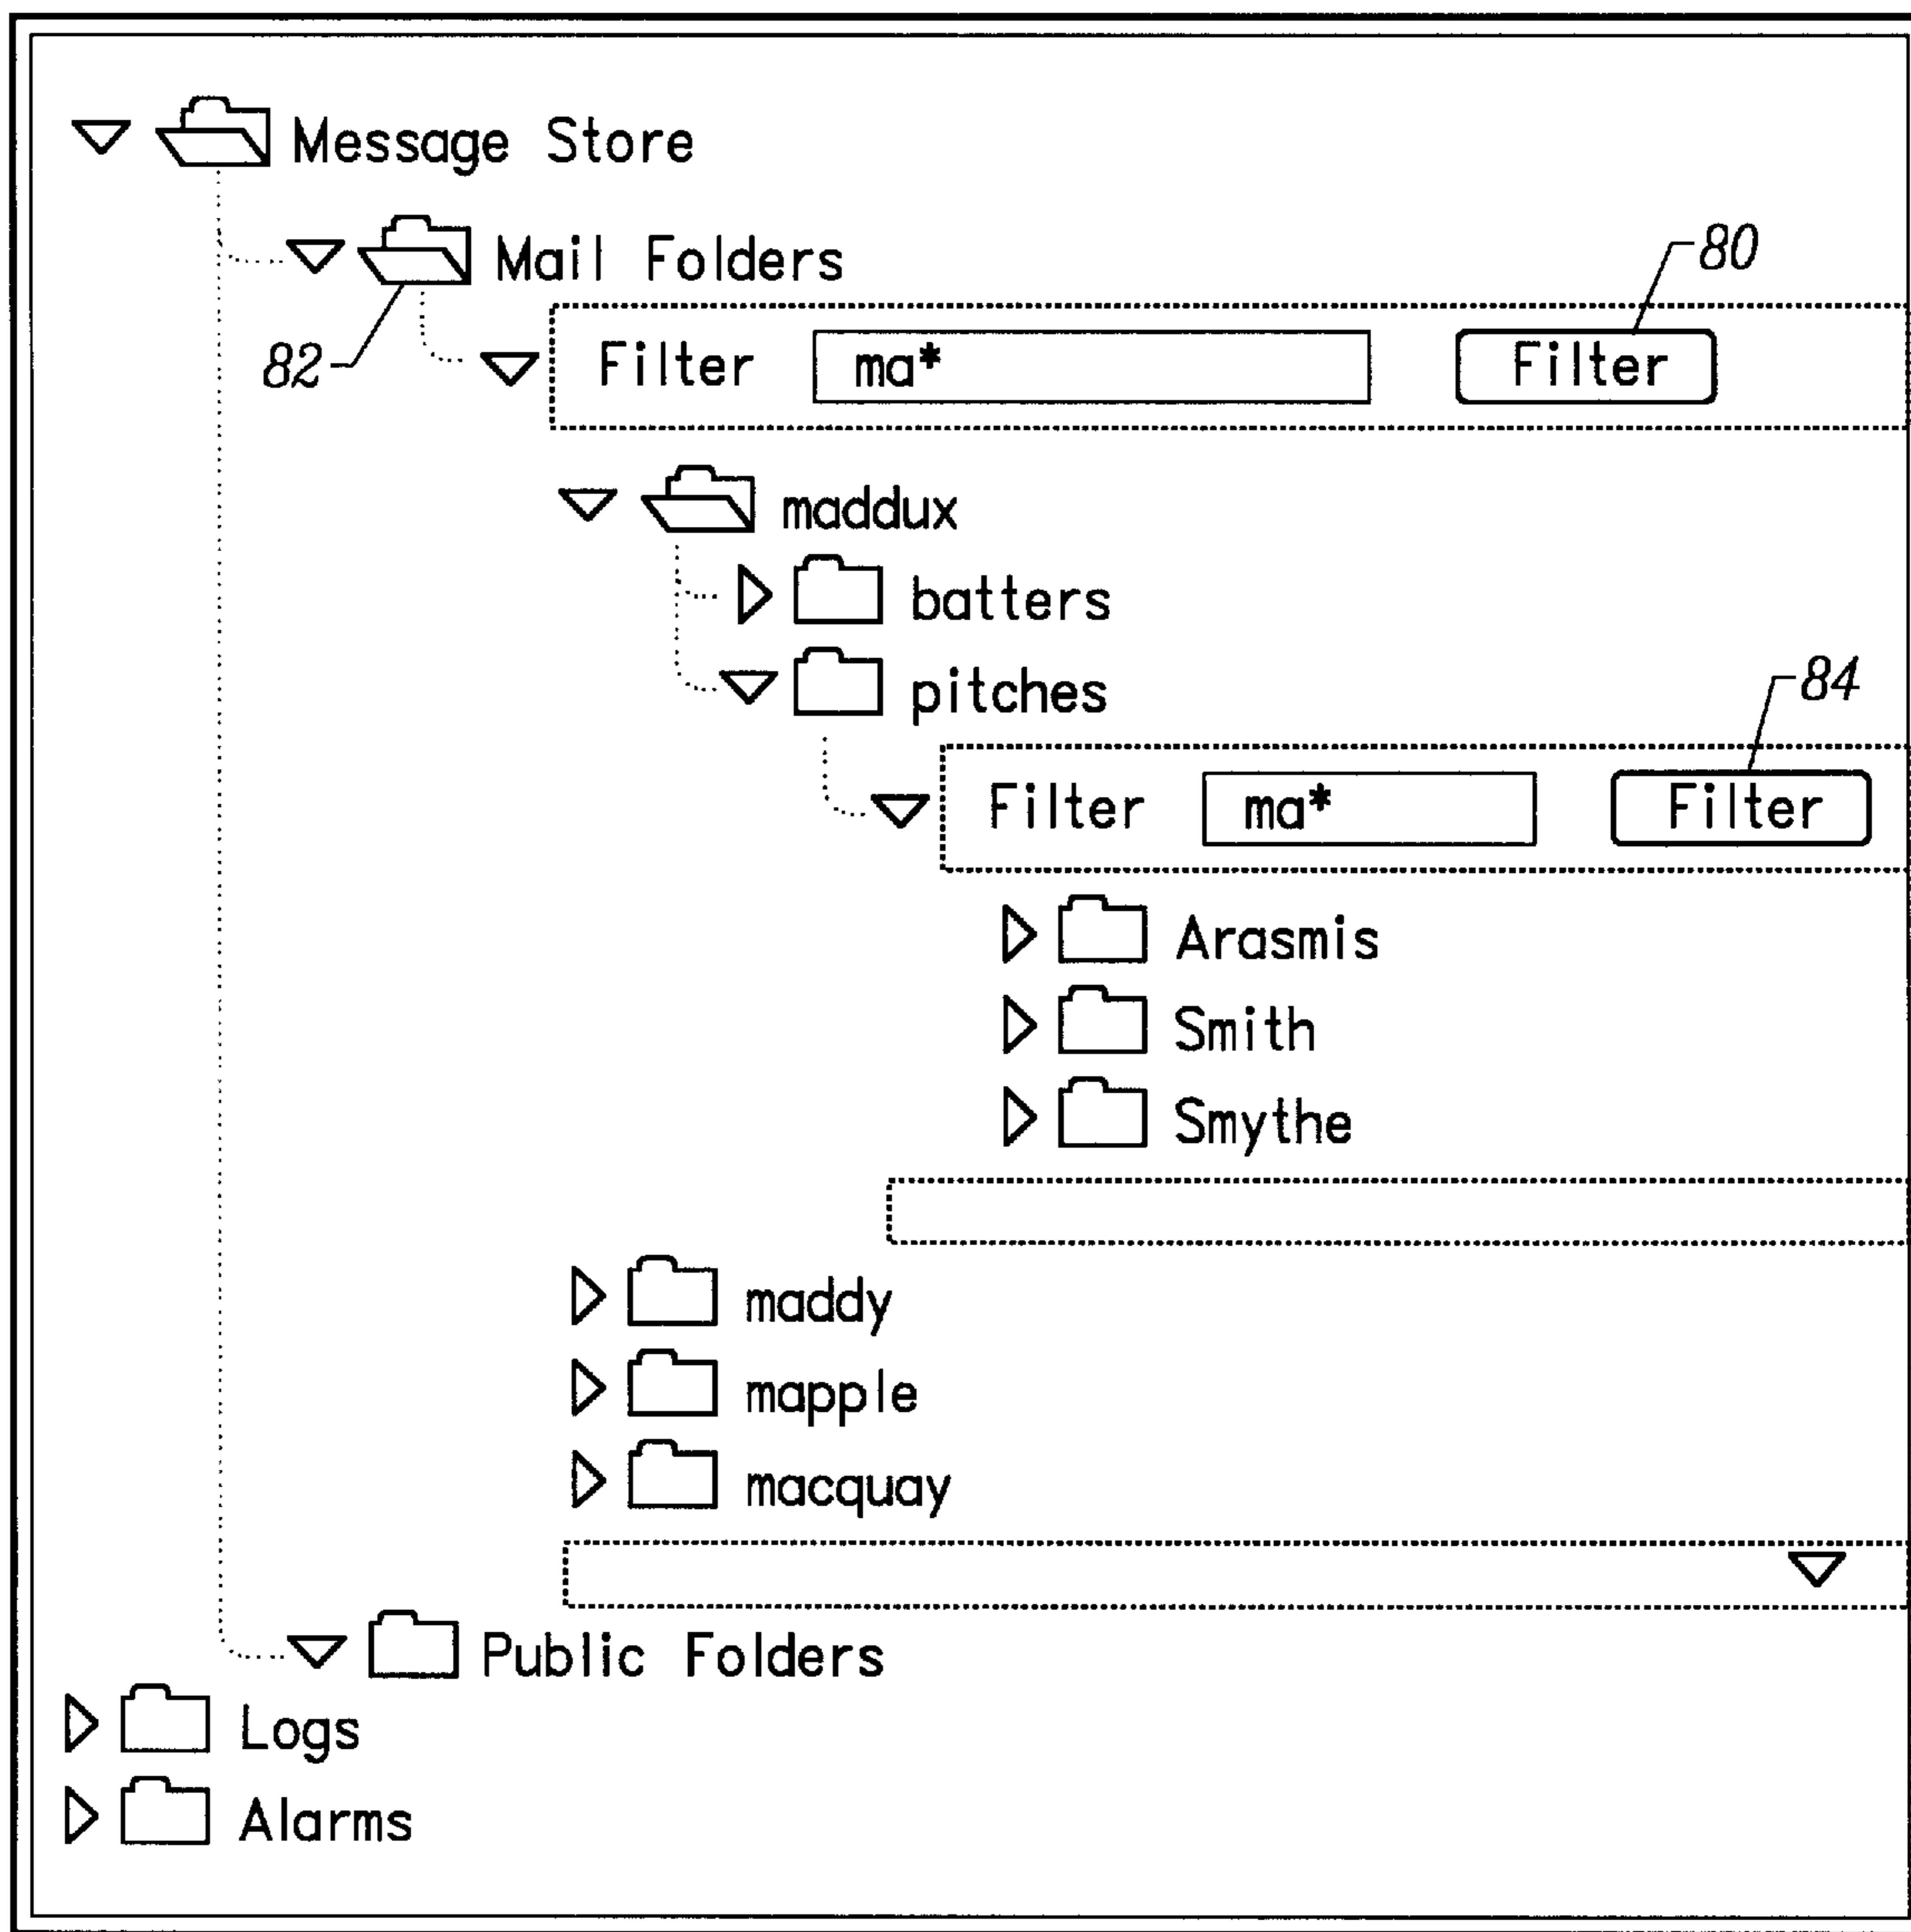 Message Store
Mail Folders
80
82
Filter ma* Filter
maddux
batters
pitches
84
Filter ma* Filter
Arasmis
Smith
Smythe
maddy
mapple
macquay
Public Folders
Logs
Alarms